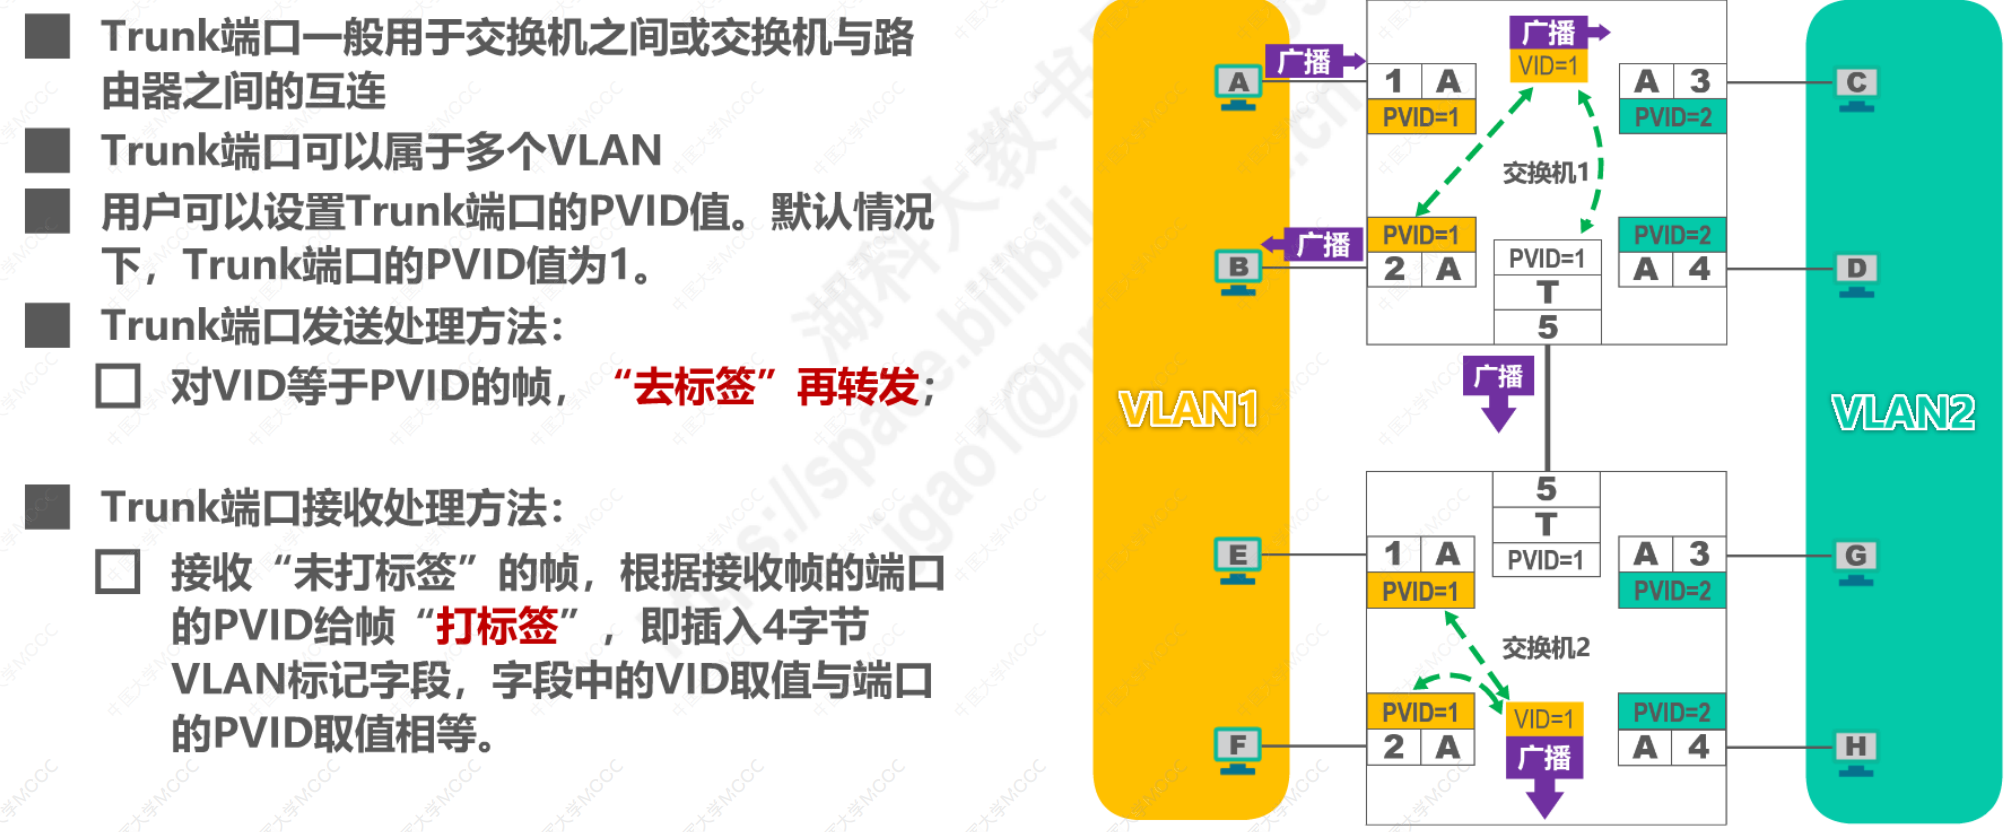 Trunk端口一般用于交换机之间或交换机与路
由器之间的互连
Trunk端口可以属于多个VLAN
用户可以设置Trunk端口的PVID值。默认情况
下，Trunk端口的PVID值为1。
Trunk端口发送处理方法：
对VID等于PVID的帧，“去标签”再转发；
Trunk端口接收处理方法：
接收“未打标签”的帧，根据接收帧的端口
的PVID给帧“打标签”，即插入4字节
VLAN标记字段，字段中的VID取值与端口
的PVID取值相等。
VLAN1
VLAN2
广播
VID=1
A
广播
1 A
PVID=1
A 3
PVID=2
C
交换机1
B
广播
PVID=1
2 A
PVID=1
T
5
PVID=2
A 4
D
广播
5
T
PVID=1
E
1 A
PVID=1
A 3
PVID=2
G
交换机2
F
PVID=1
2 A
VID=1
广播
PVID=2
A 4
H